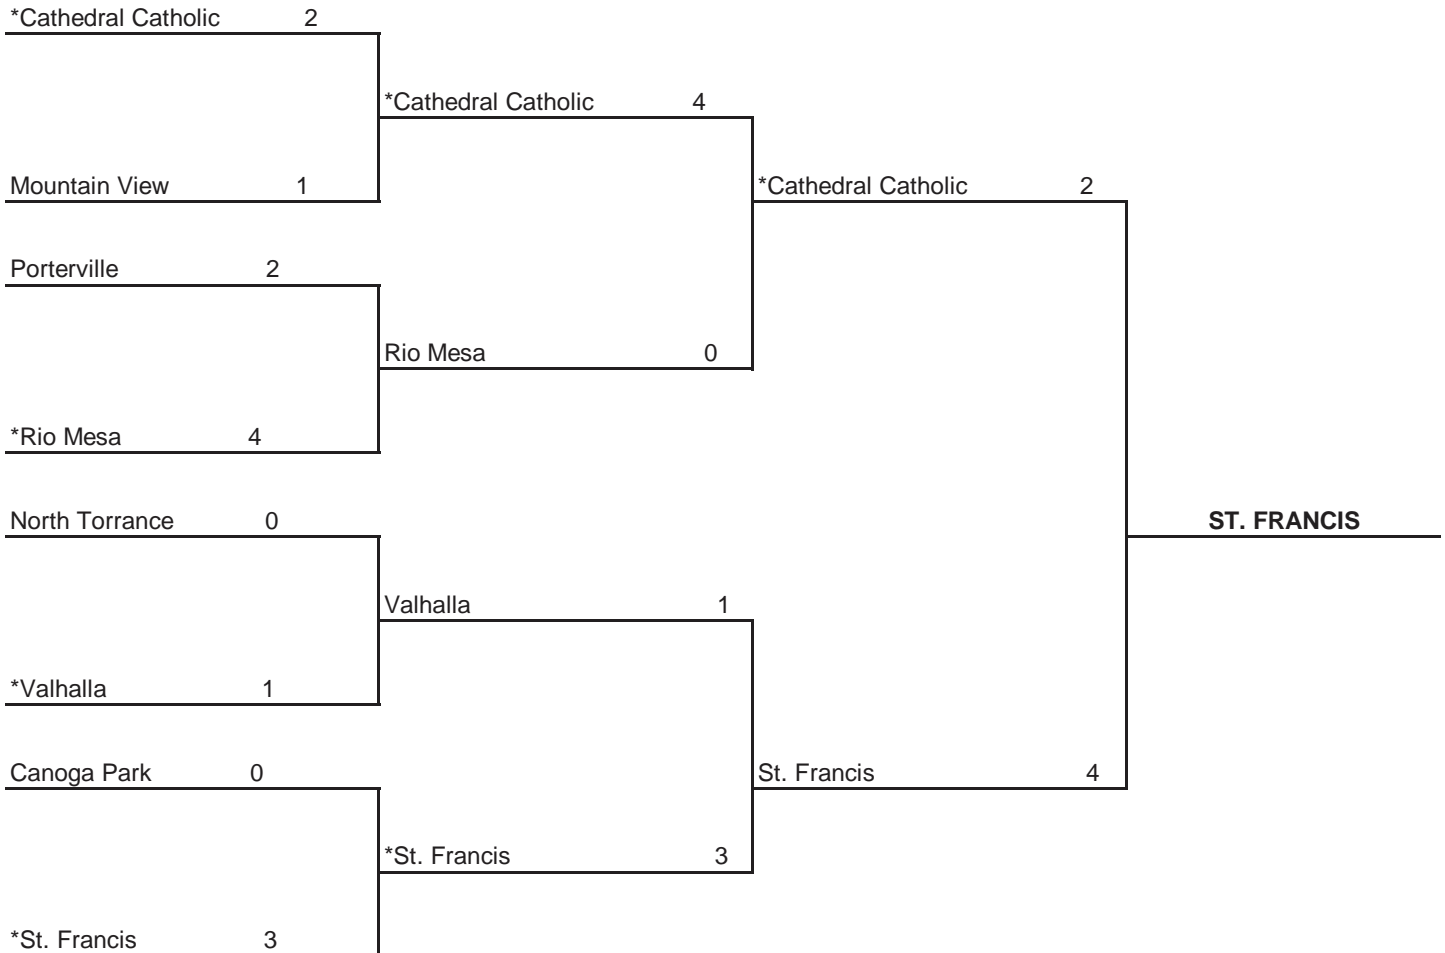 *Cathedral Catholic 2
*Cathedral Catholic 4
Mountain View 1
*Cathedral Catholic 2
Porterville 2
Rio Mesa 0
*Rio Mesa 4
North Torrance 0
ST. FRANCIS
Valhalla 1
*Valhalla 1
Canoga Park 0
St. Francis 4
*St. Francis 3
*St. Francis 3